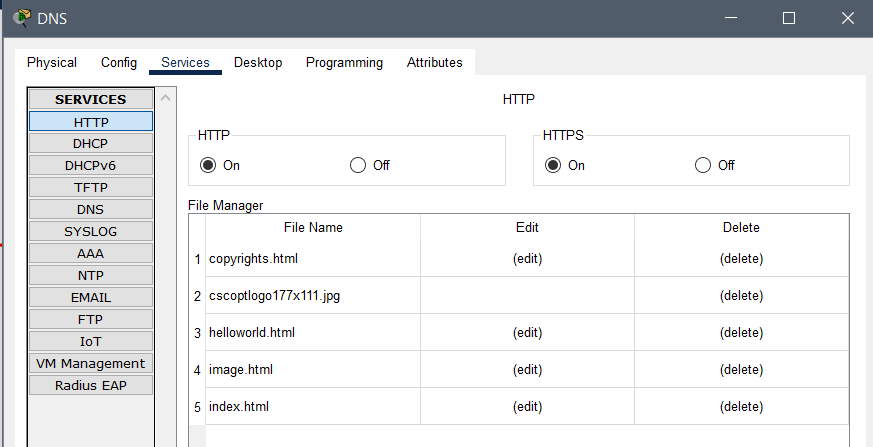 DNS
Physical Config Services Desktop Programming Attributes
SERVICES
HTTP
DHCP
DHCPv6
TFTP
DNS
SYSLOG
AAA
NTP
EMAIL
FTP
IoT
VM Management
Radius EAP
HTTP
HTTP
On Off
HTTPS
On Off
File Manager
File Name Edit Delete
1 copyrights.html (edit) (delete)
2 cscoptlogo177x111.jpg (delete)
3 helloworld.html (edit) (delete)
4 image.html (edit) (delete)
5 index.html (edit) (delete)